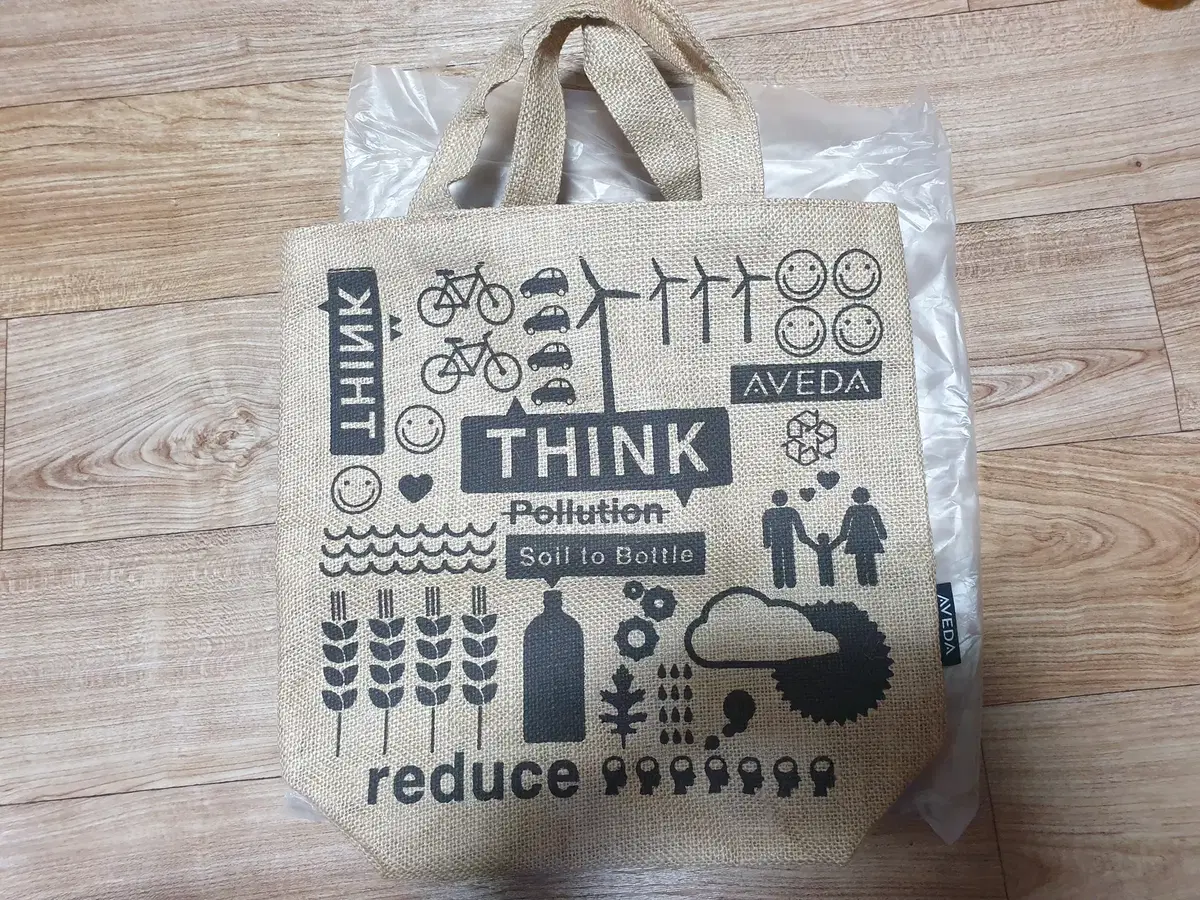 THINK
AVEDA
THINK
Pollution
Soil to Bottle
AVEDA
reduce